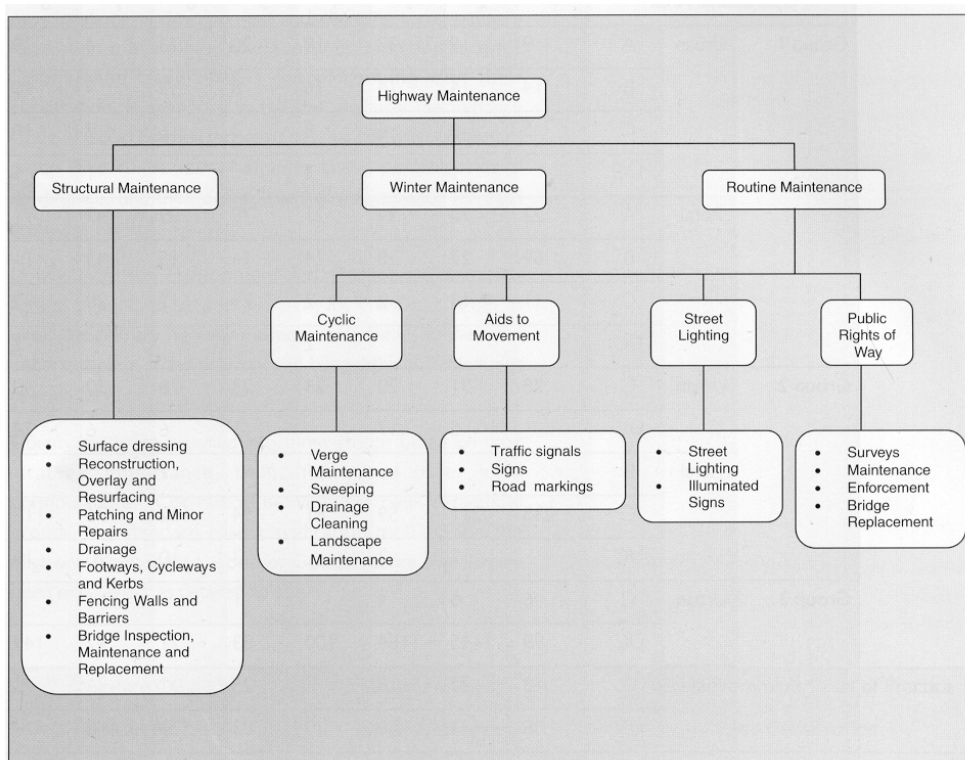 Highway Maintenance
Structural Maintenance
Winter Maintenance
Routine Maintenance
Cyclic
Maintenance
Aids to
Movement
Street
Lighting
Public
Rights of
Way
• Surface dressing
• Reconstruction,
Overlay and
Resurfacing
• Patching and Minor
Repairs
• Drainage
• Footways, Cycleways
and Kerbs
• Fencing Walls and
Barriers
• Bridge Inspection,
Maintenance and
Replacement
• Verge
Maintenance
• Sweeping
• Drainage
Cleaning
• Landscape
Maintenance
• Traffic signals
• Signs
• Road markings
• Street
Lighting
• Illuminated
Signs
• Surveys
• Maintenance
• Enforcement
• Bridge
Replacement